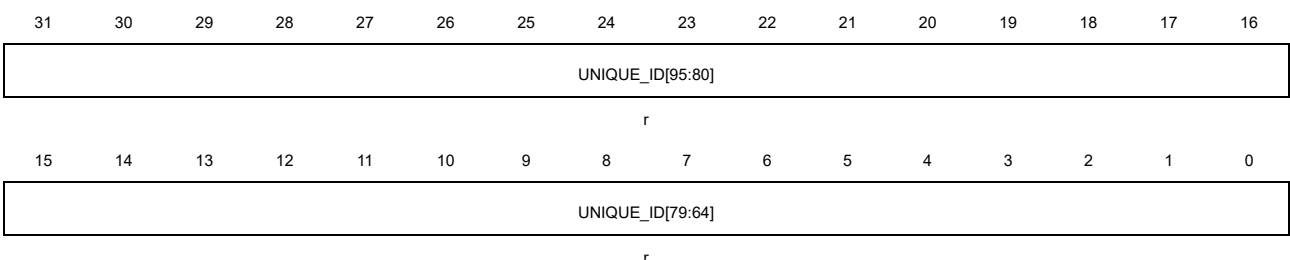 31 30 29 28 27 26 25 24 23 22 21 20 19 18 17 16
UNIQUE_ID[95:80]
r
15 14 13 12 11 10 9 8 7 6 5 4 3 2 1 0
UNIQUE_ID[79:64]
r